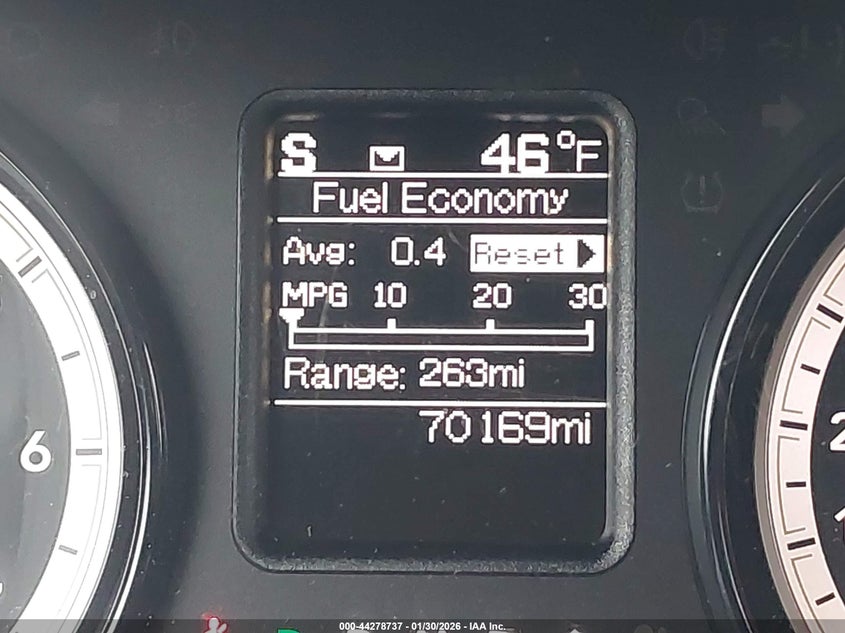 S 46°F
Fuel Economy
Avg: 0.4 Reset
MPG 10 20 30
Range: 263mi
70169mi
6
2
000-44278737 - 01/30/2026 - IAA Inc.